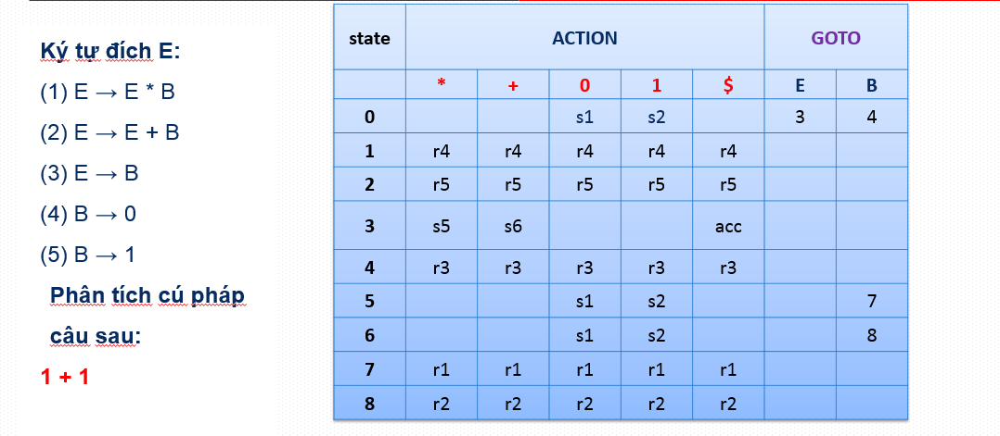 Ký tự đích E:
(1) E → E * B
(2) E → E + B
(3) E → B
(4) B → 0
(5) B → 1
Phân tích cú pháp
câu sau:
1 + 1
state ACTION GOTO
* + 0 1 $ E B
0 s1 s2 3 4
1 r4 r4 r4 r4 r4
2 r5 r5 r5 r5 r5
3 s5 s6 acc
4 r3 r3 r3 r3 r3
5 s1 s2 7
6 s1 s2 8
7 r1 r1 r1 r1 r1
8 r2 r2 r2 r2 r2